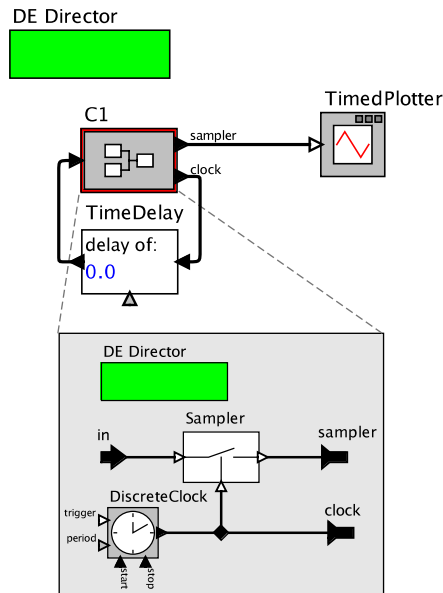 DE Director
TimedPlotter
C1
sampler
clock
TimeDelay
delay of:
0.0
DE Director
Sampler
in
sampler
DiscreteClock
clock
trigger
period
start
stop